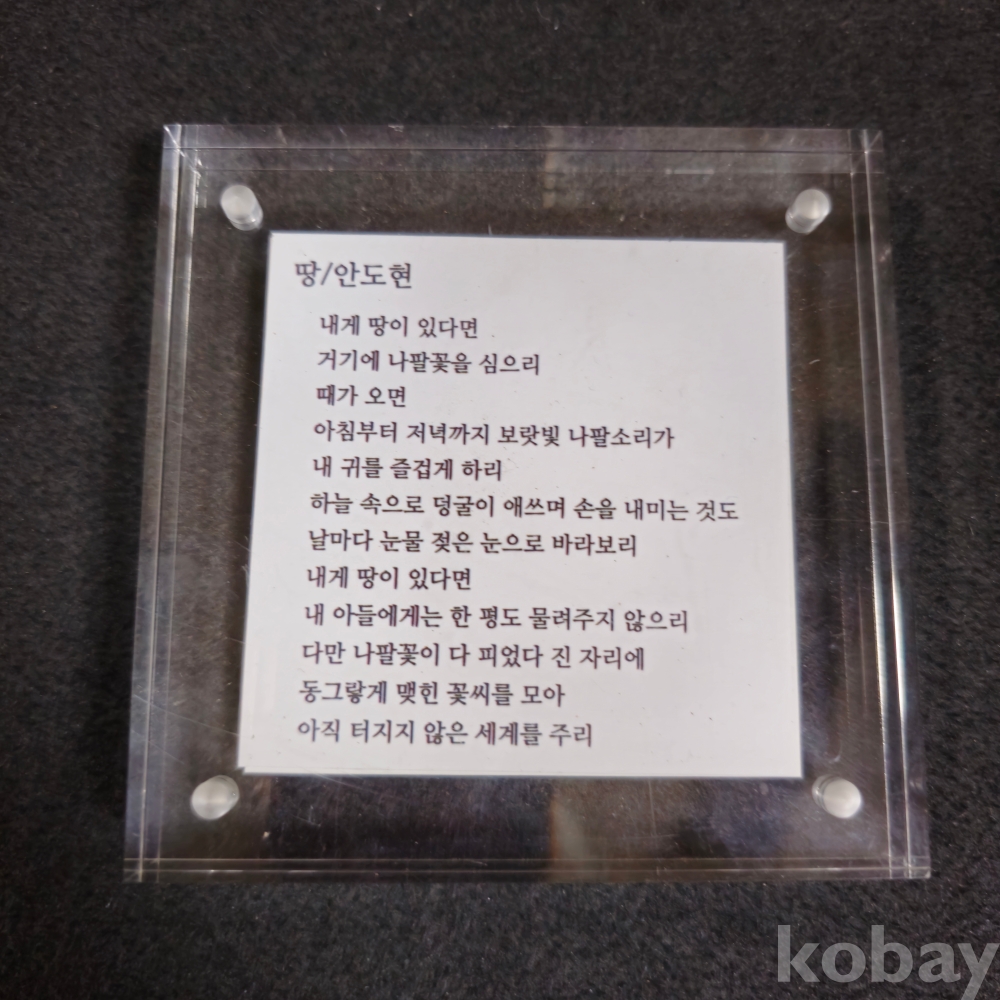 땅/안도현
내게 땅이 있다면
거기에 나팔꽃을 심으리
때가 오면
아침부터 저녁까지 보랏빛 나팔소리가
내 귀를 즐겁게 하리
하늘 속으로 덩굴이 애쓰며 손을 내미는 것도
날마다 눈물 젖은 눈으로 바라보리
내게 땅이 있다면
내 아들에게는 한 평도 물려주지 않으리
다만 나팔꽃이 다 피었다 진 자리에
동그랗게 맺힌 꽃씨를 모아
아직 터지지 않은 세계를 주리
kobay